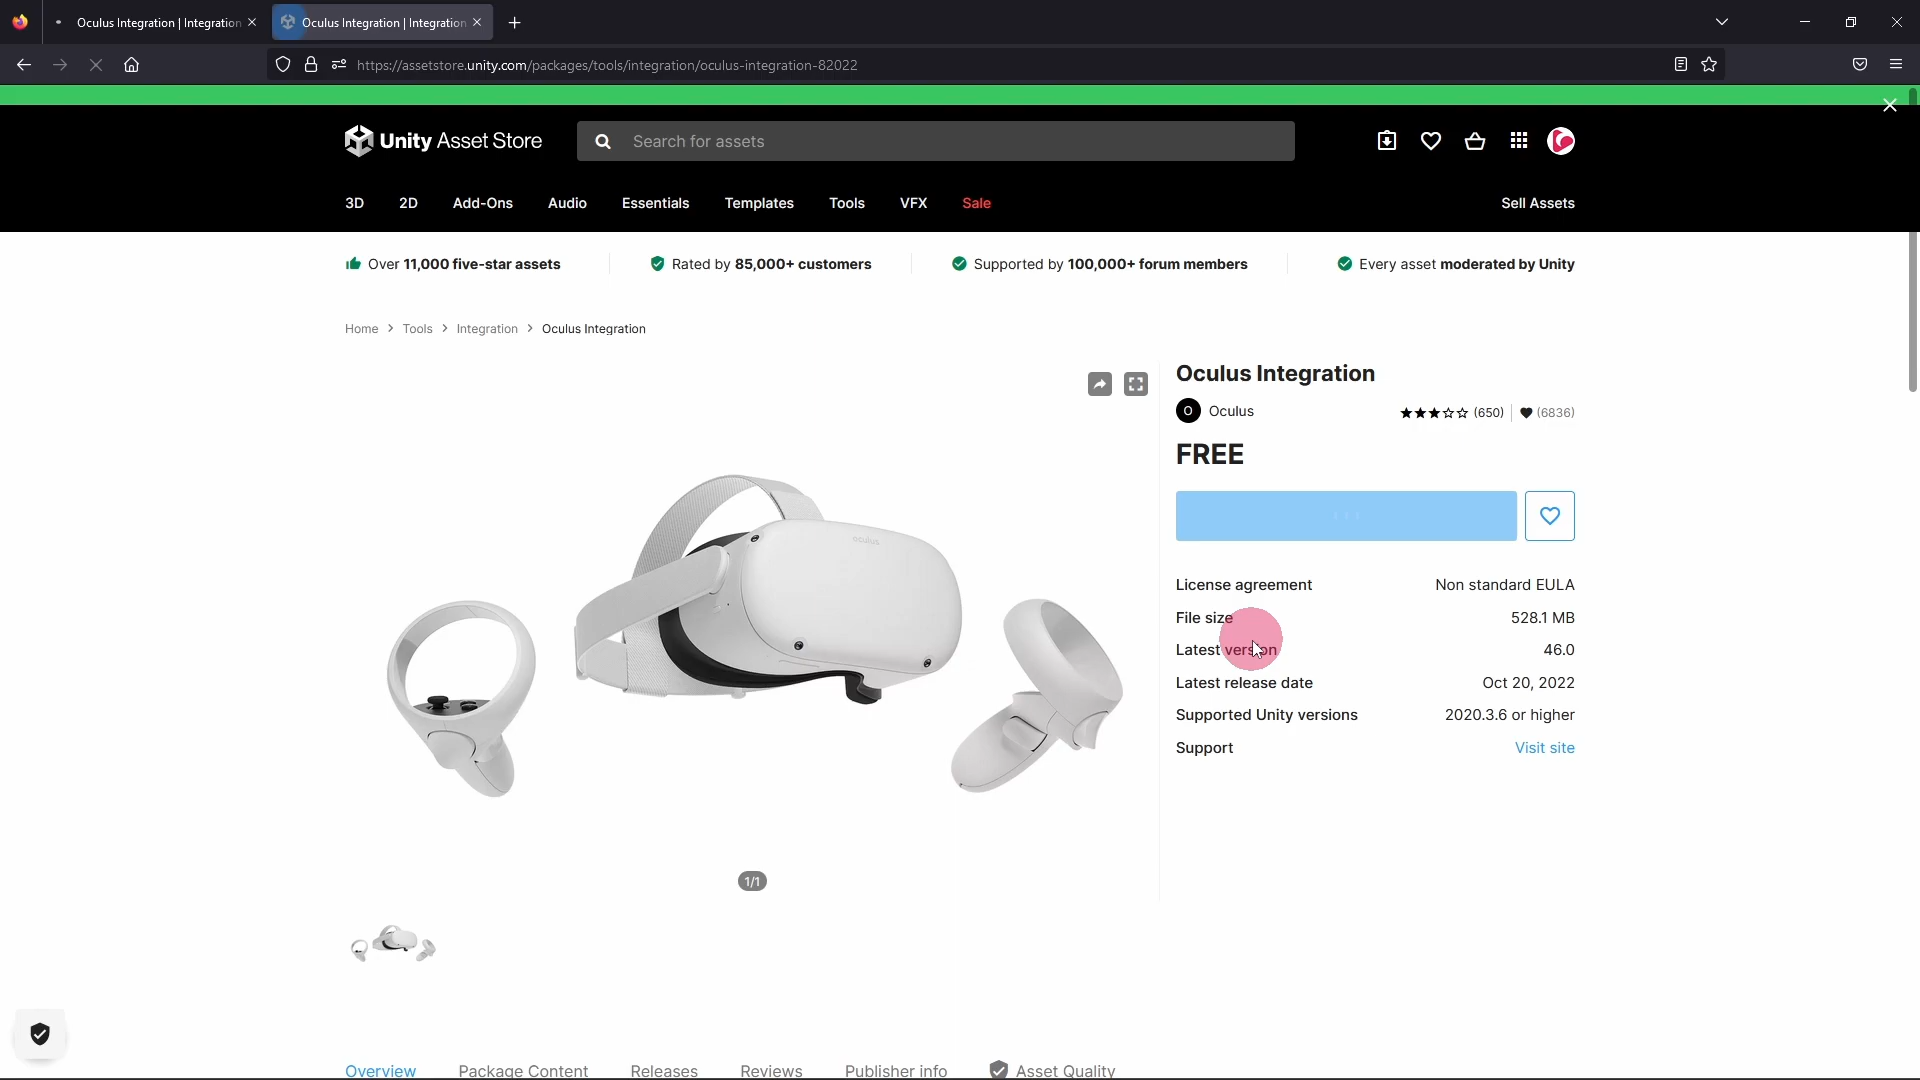 Oculus Integration | Integration
Oculus Integration | Integration
https://assetstore.unity.com/packages/tools/integration/oculus-integration-82022
Unity Asset Store
Search for assets
3D 2D Add-Ons Audio Essentials Templates Tools VFX Sale Sell Assets
Over 11,000 five-star assets
Rated by 85,000+ customers
Supported by 100,000+ forum members
Every asset moderated by Unity
Home > Tools > Integration > Oculus Integration
Oculus Integration
O Oculus
(650) (6836)
FREE
License agreement Non standard EULA
File size 528.1 MB
Latest version 46.0
Latest release date Oct 20, 2022
Supported Unity versions 2020.3.6 or higher
Support Visit site
oculus
1/1
Overview Package Content Releases Reviews Publisher info Asset Quality